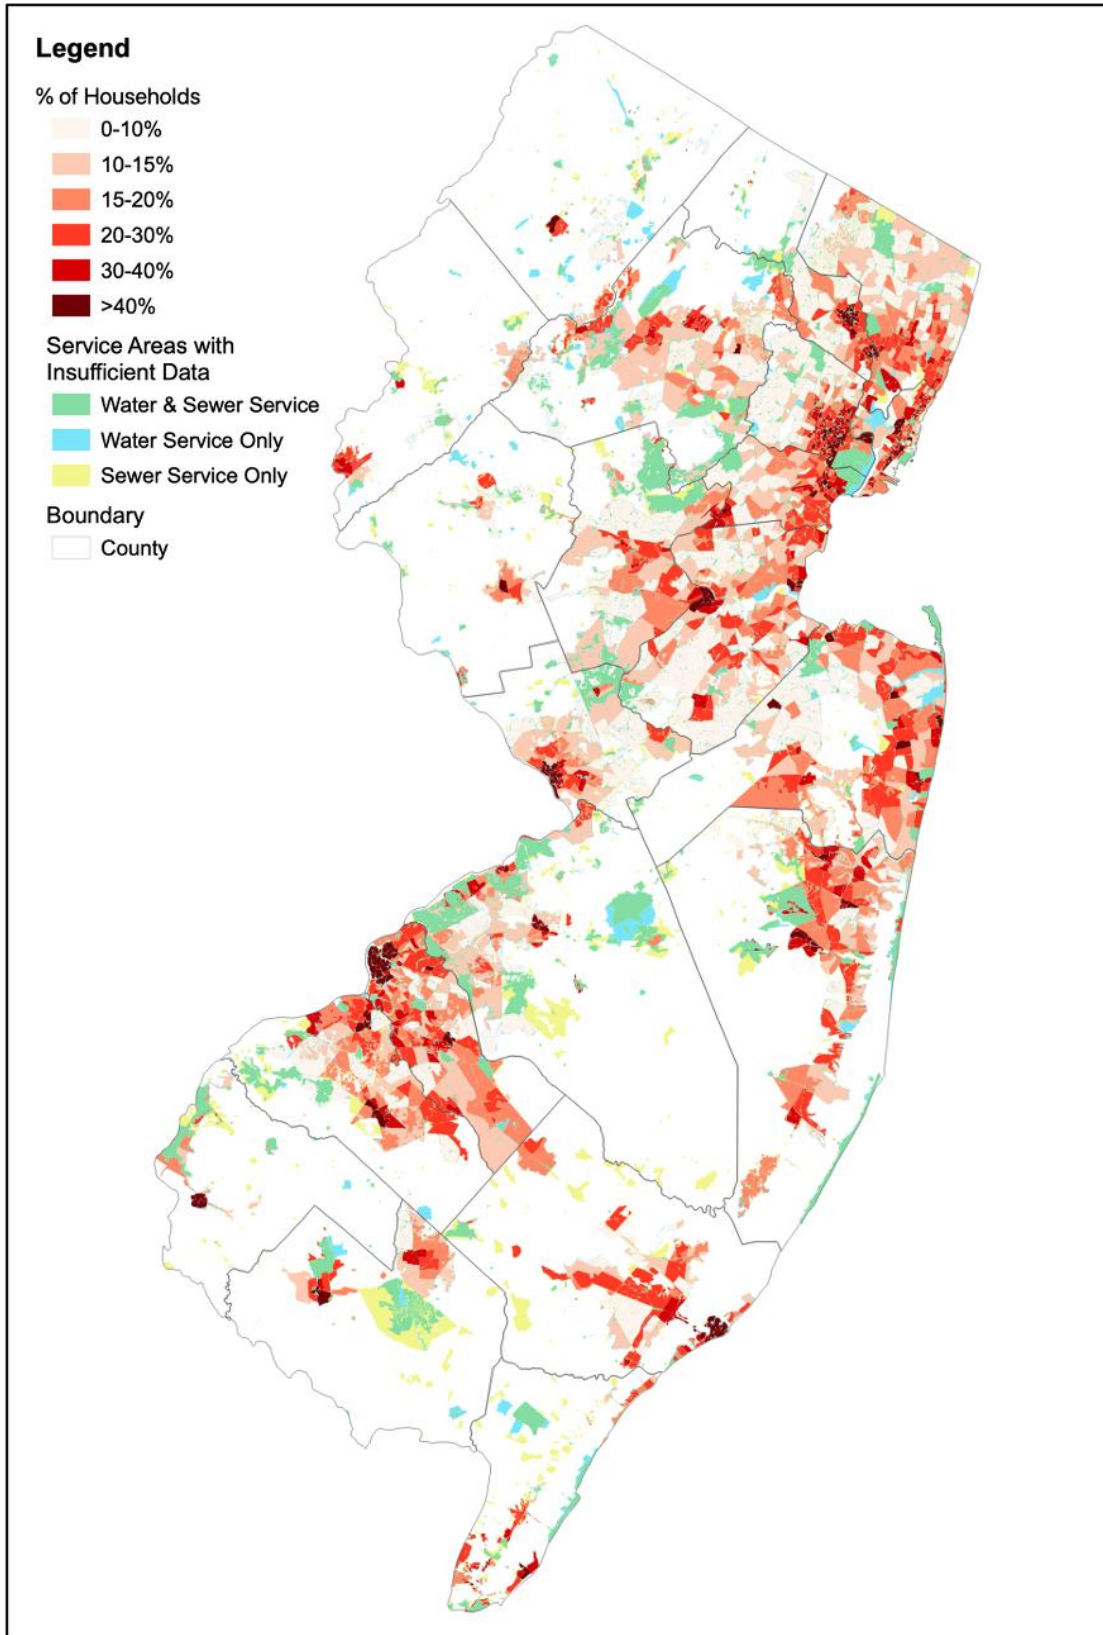 Legend
% of Households
0-10%
10-15%
15-20%
20-30%
30-40%
>40%
Service Areas with
Insufficient Data
Water & Sewer Service
Water Service Only
Sewer Service Only
Boundary
County